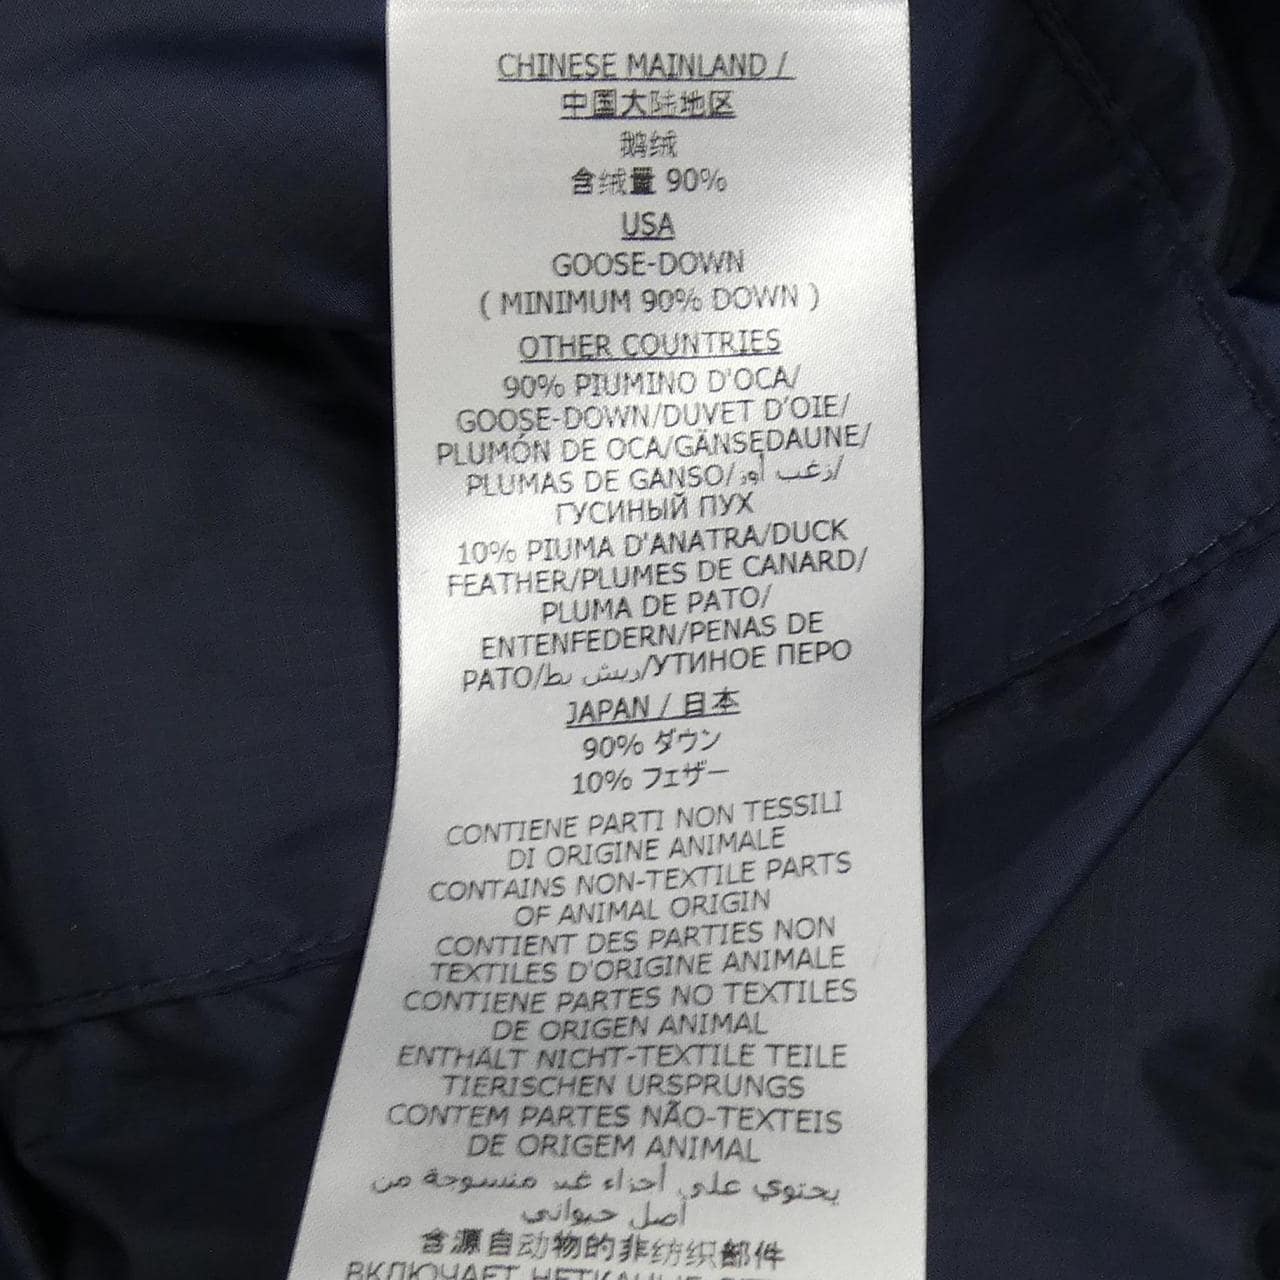 CHINESE MAINLAND /
中国大陆地区
鹅绒
含绒量 90%
USA
GOOSE-DOWN
( MINIMUM 90% DOWN )
OTHER COUNTRIES
90% PIUMINO D'OCA/
GOOSE-DOWN/DUVET D'OIE/
PLUMÓN DE OCA/GÄNSEDAUNE/
PLUMAS DE GANSO/زغب أوز/
ГУСИНЫЙ ПУХ
10% PIUMA D'ANATRA/DUCK
FEATHER/PLUMES DE CANARD/
PLUMA DE PATO/
ENTENFEDERN/PENAS DE
PATO/ريش بط/УТИНОЕ ПЕРО
JAPAN / 日本
90% ダウン
10% フェザー
CONTIENE PARTI NON TESSILI
DI ORIGINE ANIMALE
CONTAINS NON-TEXTILE PARTS
OF ANIMAL ORIGIN
CONTIENT DES PARTIES NON
TEXTILES D'ORIGINE ANIMALE
CONTIENE PARTES NO TEXTILES
DE ORIGEN ANIMAL
ENTHÄLT NICHT-TEXTILE TEILE
TIERISCHEN URSPRUNGS
CONTEM PARTES NÃO-TEXTEIS
DE ORIGEM ANIMAL
يحتوي على أجزاء غير منسوجة من
أصل حيواني
含源自动物的非纺织部件
ВКЛЮЧАЕТ НЕТКАНЫЕ